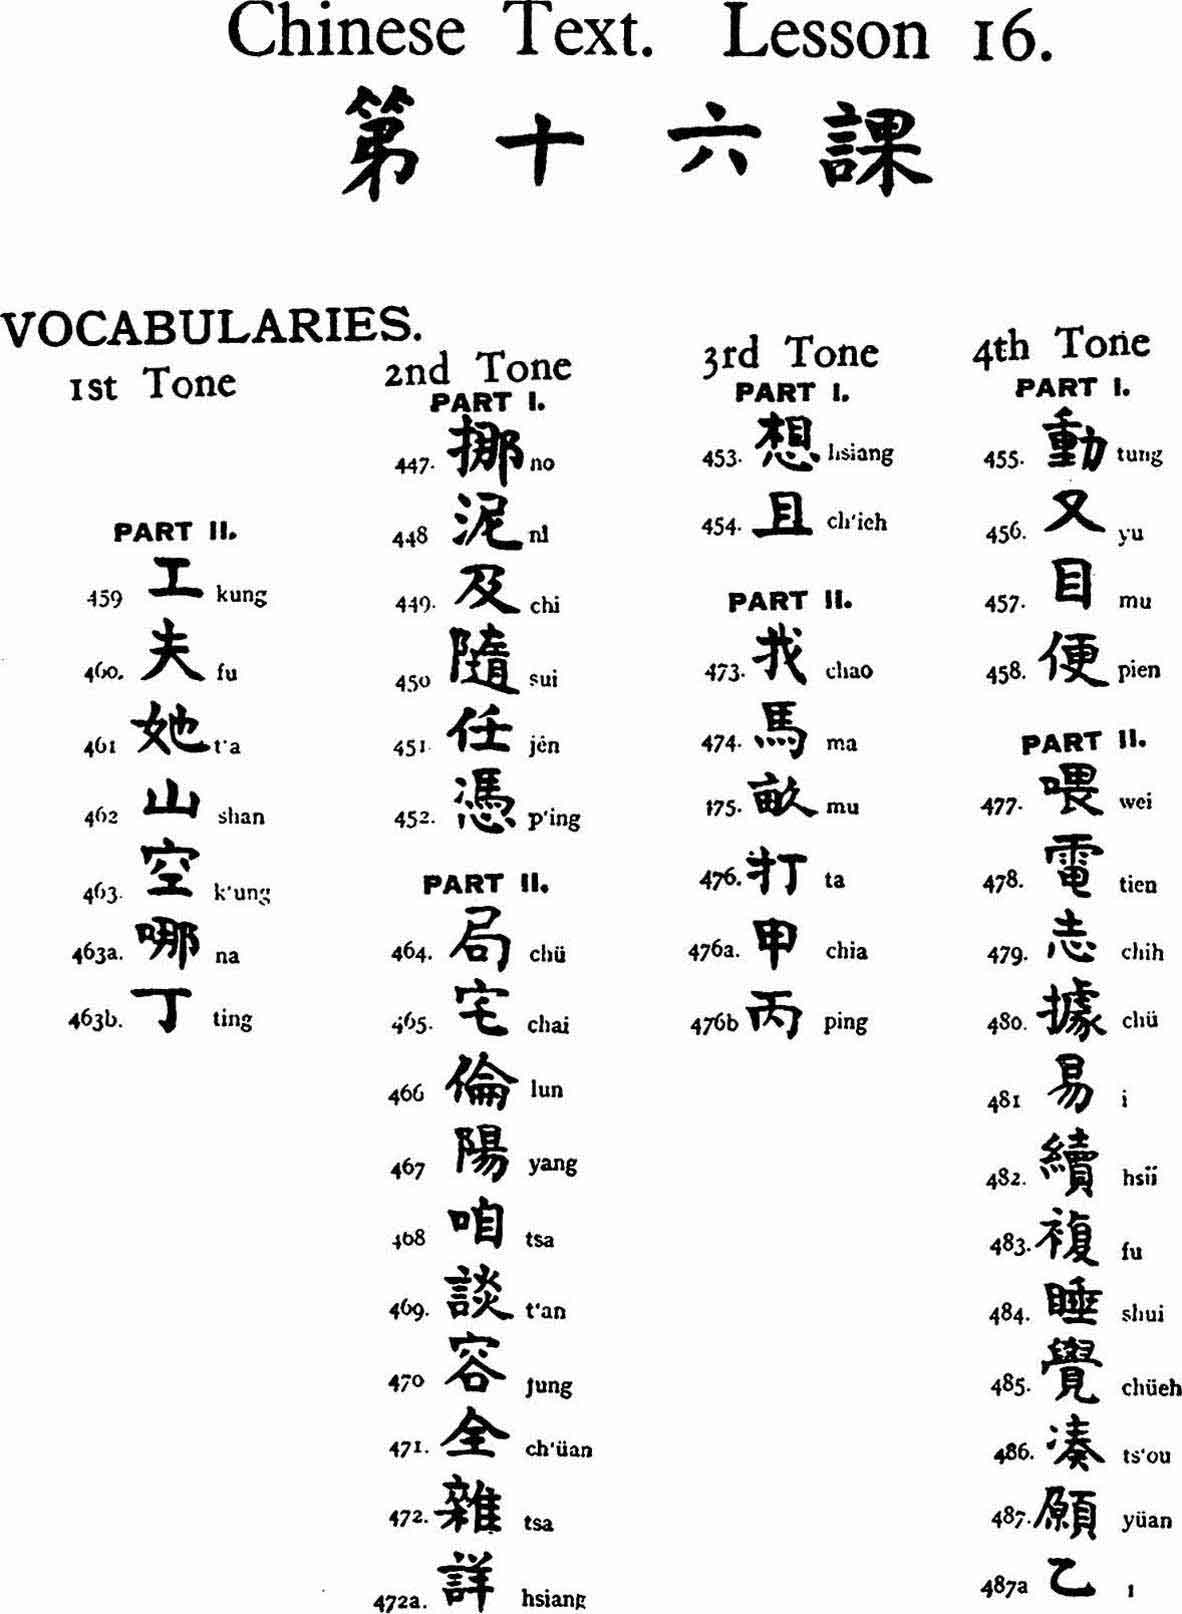 Chinese Text. Lesson 16.
第十六課
VOCABULARIES.
1st Tone
PART II.
459 工 kung
460. 夫 fu
461 她 t'a
462 山 shan
463. 空 k'ung
463a. 哪 na
463b. 丁 ting
2nd Tone
PART I.
447. 挪 no
448 泥 ni
449. 及 chi
450 隨 sui
451. 任 jên
452. 憑 p'ing
PART II.
464. 局 chü
465. 宅 chai
466 倫 lun
467 陽 yang
468 咱 tsa
469. 談 t'an
470 容 jung
471. 全 ch'üan
472. 雜 tsa
472a. 詳 hsiang
3rd Tone
PART I.
453. 想 hsiang
454. 且 ch'ieh
PART II.
473. 找 chao
474. 馬 ma
175. 畝 mu
476. 打 ta
476a. 甲 chia
476b 丙 ping
4th Tone
PART I.
455. 動 tung
456. 又 yu
457. 目 mu
458. 便 pien
PART II.
477. 喂 wei
478. 電 tien
479. 志 chih
480. 據 chü
481 易 i
482. 續 hsü
483. 複 fu
484. 睡 shui
485. 覺 chüeh
486. 湊 ts'ou
487. 願 yüan
487a 乙 i